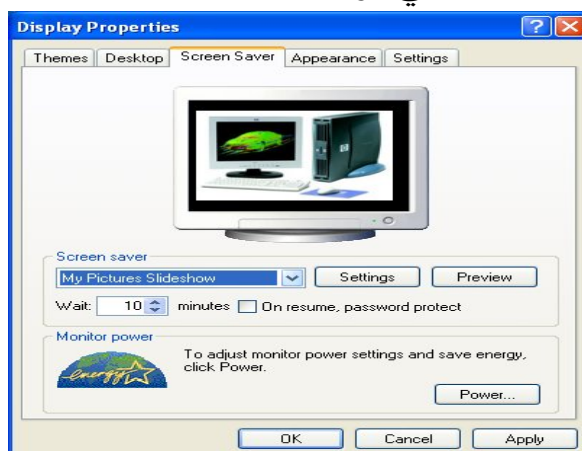 Display Properties
Themes Desktop Screen Saver Appearance Settings
Screen saver
My Pictures Slideshow Settings Preview
Wait: 10 minutes On resume, password protect
Monitor power
energy
To adjust monitor power settings and save energy,
click Power.
Power...
OK Cancel Apply